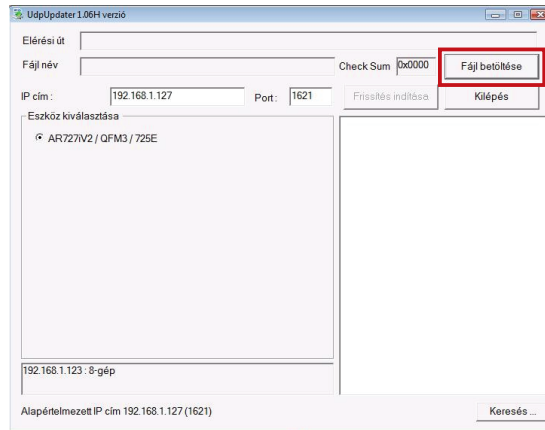 UdpUpdater 1.06H verzió
Elérési út
Fájl név
Check Sum 0x0000 Fájl betöltése
IP cím : 192.168.1.127 Port : 1621 Frissítés indítása Kilépés
Eszköz kiválasztása
AR727iV2 / QFM3 / 725E
192.168.1.123 : 8-gép
Alapértelmezett IP cím 192.168.1.127 (1621) Keresés ...